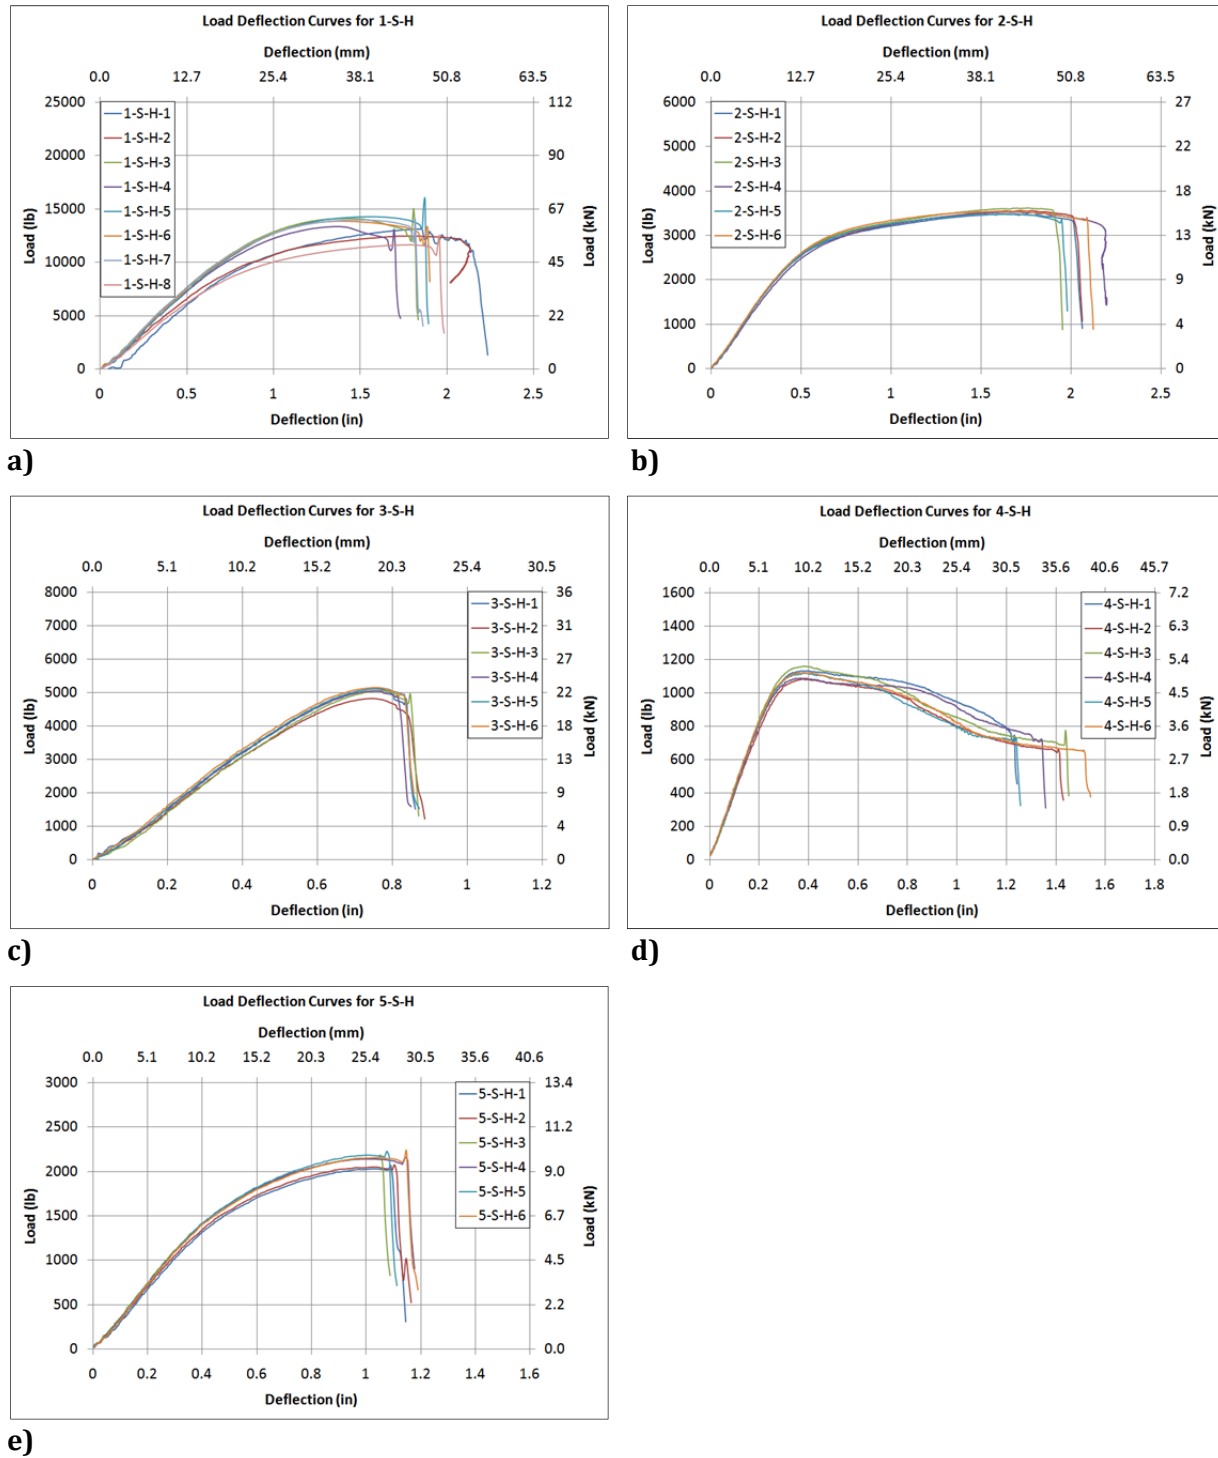 Load Deflection Curves for 1-S-H
Deflection (mm)
0.0 12.7 25.4 38.1 50.8 63.5
25000 112
20000 90
15000 67
10000 45
5000 22
0 0
Load (lb)
Load (kN)
1-S-H-1
1-S-H-2
1-S-H-3
1-S-H-4
1-S-H-5
1-S-H-6
1-S-H-7
1-S-H-8
0 0.5 1 1.5 2 2.5
Deflection (in)
a)
Load Deflection Curves for 2-S-H
Deflection (mm)
0.0 12.7 25.4 38.1 50.8 63.5
6000 27
5000 22
4000 18
3000 13
2000 9
1000 4
0 0
Load (lb)
Load (kN)
2-S-H-1
2-S-H-2
2-S-H-3
2-S-H-4
2-S-H-5
2-S-H-6
0 0.5 1 1.5 2 2.5
Deflection (in)
b)
Load Deflection Curves for 3-S-H
Deflection (mm)
0.0 5.1 10.2 15.2 20.3 25.4 30.5
8000 36
7000 31
6000 27
5000 22
4000 18
3000 13
2000 9
1000 4
0 0
Load (lb)
Load (kN)
3-S-H-1
3-S-H-2
3-S-H-3
3-S-H-4
3-S-H-5
3-S-H-6
0 0.2 0.4 0.6 0.8 1 1.2
Deflection (in)
c)
Load Deflection Curves for 4-S-H
Deflection (mm)
0.0 5.1 10.2 15.2 20.3 25.4 30.5 35.6 40.6 45.7
1600 7.2
1400 6.3
1200 5.4
1000 4.5
800 3.6
600 2.7
400 1.8
200 0.9
0 0.0
Load (lb)
Load (kN)
4-S-H-1
4-S-H-2
4-S-H-3
4-S-H-4
4-S-H-5
4-S-H-6
0 0.2 0.4 0.6 0.8 1 1.2 1.4 1.6 1.8
Deflection (in)
d)
Load Deflection Curves for 5-S-H
Deflection (mm)
0.0 5.1 10.2 15.2 20.3 25.4 30.5 35.6 40.6
3000 13.4
2500 11.2
2000 9.0
1500 6.7
1000 4.5
500 2.2
0 0.0
Load (lb)
Load (kN)
5-S-H-1
5-S-H-2
5-S-H-3
5-S-H-4
5-S-H-5
5-S-H-6
0 0.2 0.4 0.6 0.8 1 1.2 1.4 1.6
Deflection (in)
e)